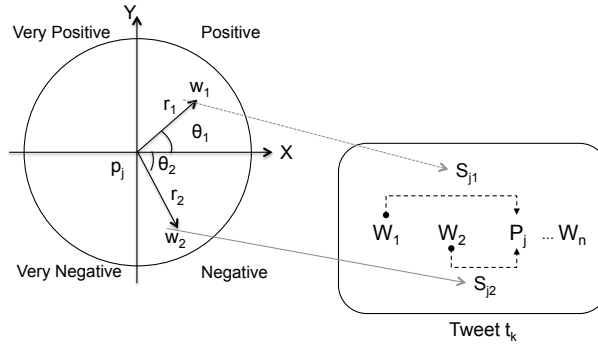 Y
Very Positive
Positive
w1
r1
θ1
X
pj
θ2
r2
w2
Very Negative
Negative
Sj1
W1 W2 Pj ... Wn
Sj2
Tweet tk